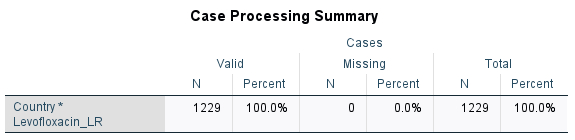 Case Processing Summary
Cases
Valid Missing Total
N Percent N Percent N Percent
Country * 1229 100.0% 0 0.0% 1229 100.0%
Levofloxacin_LR